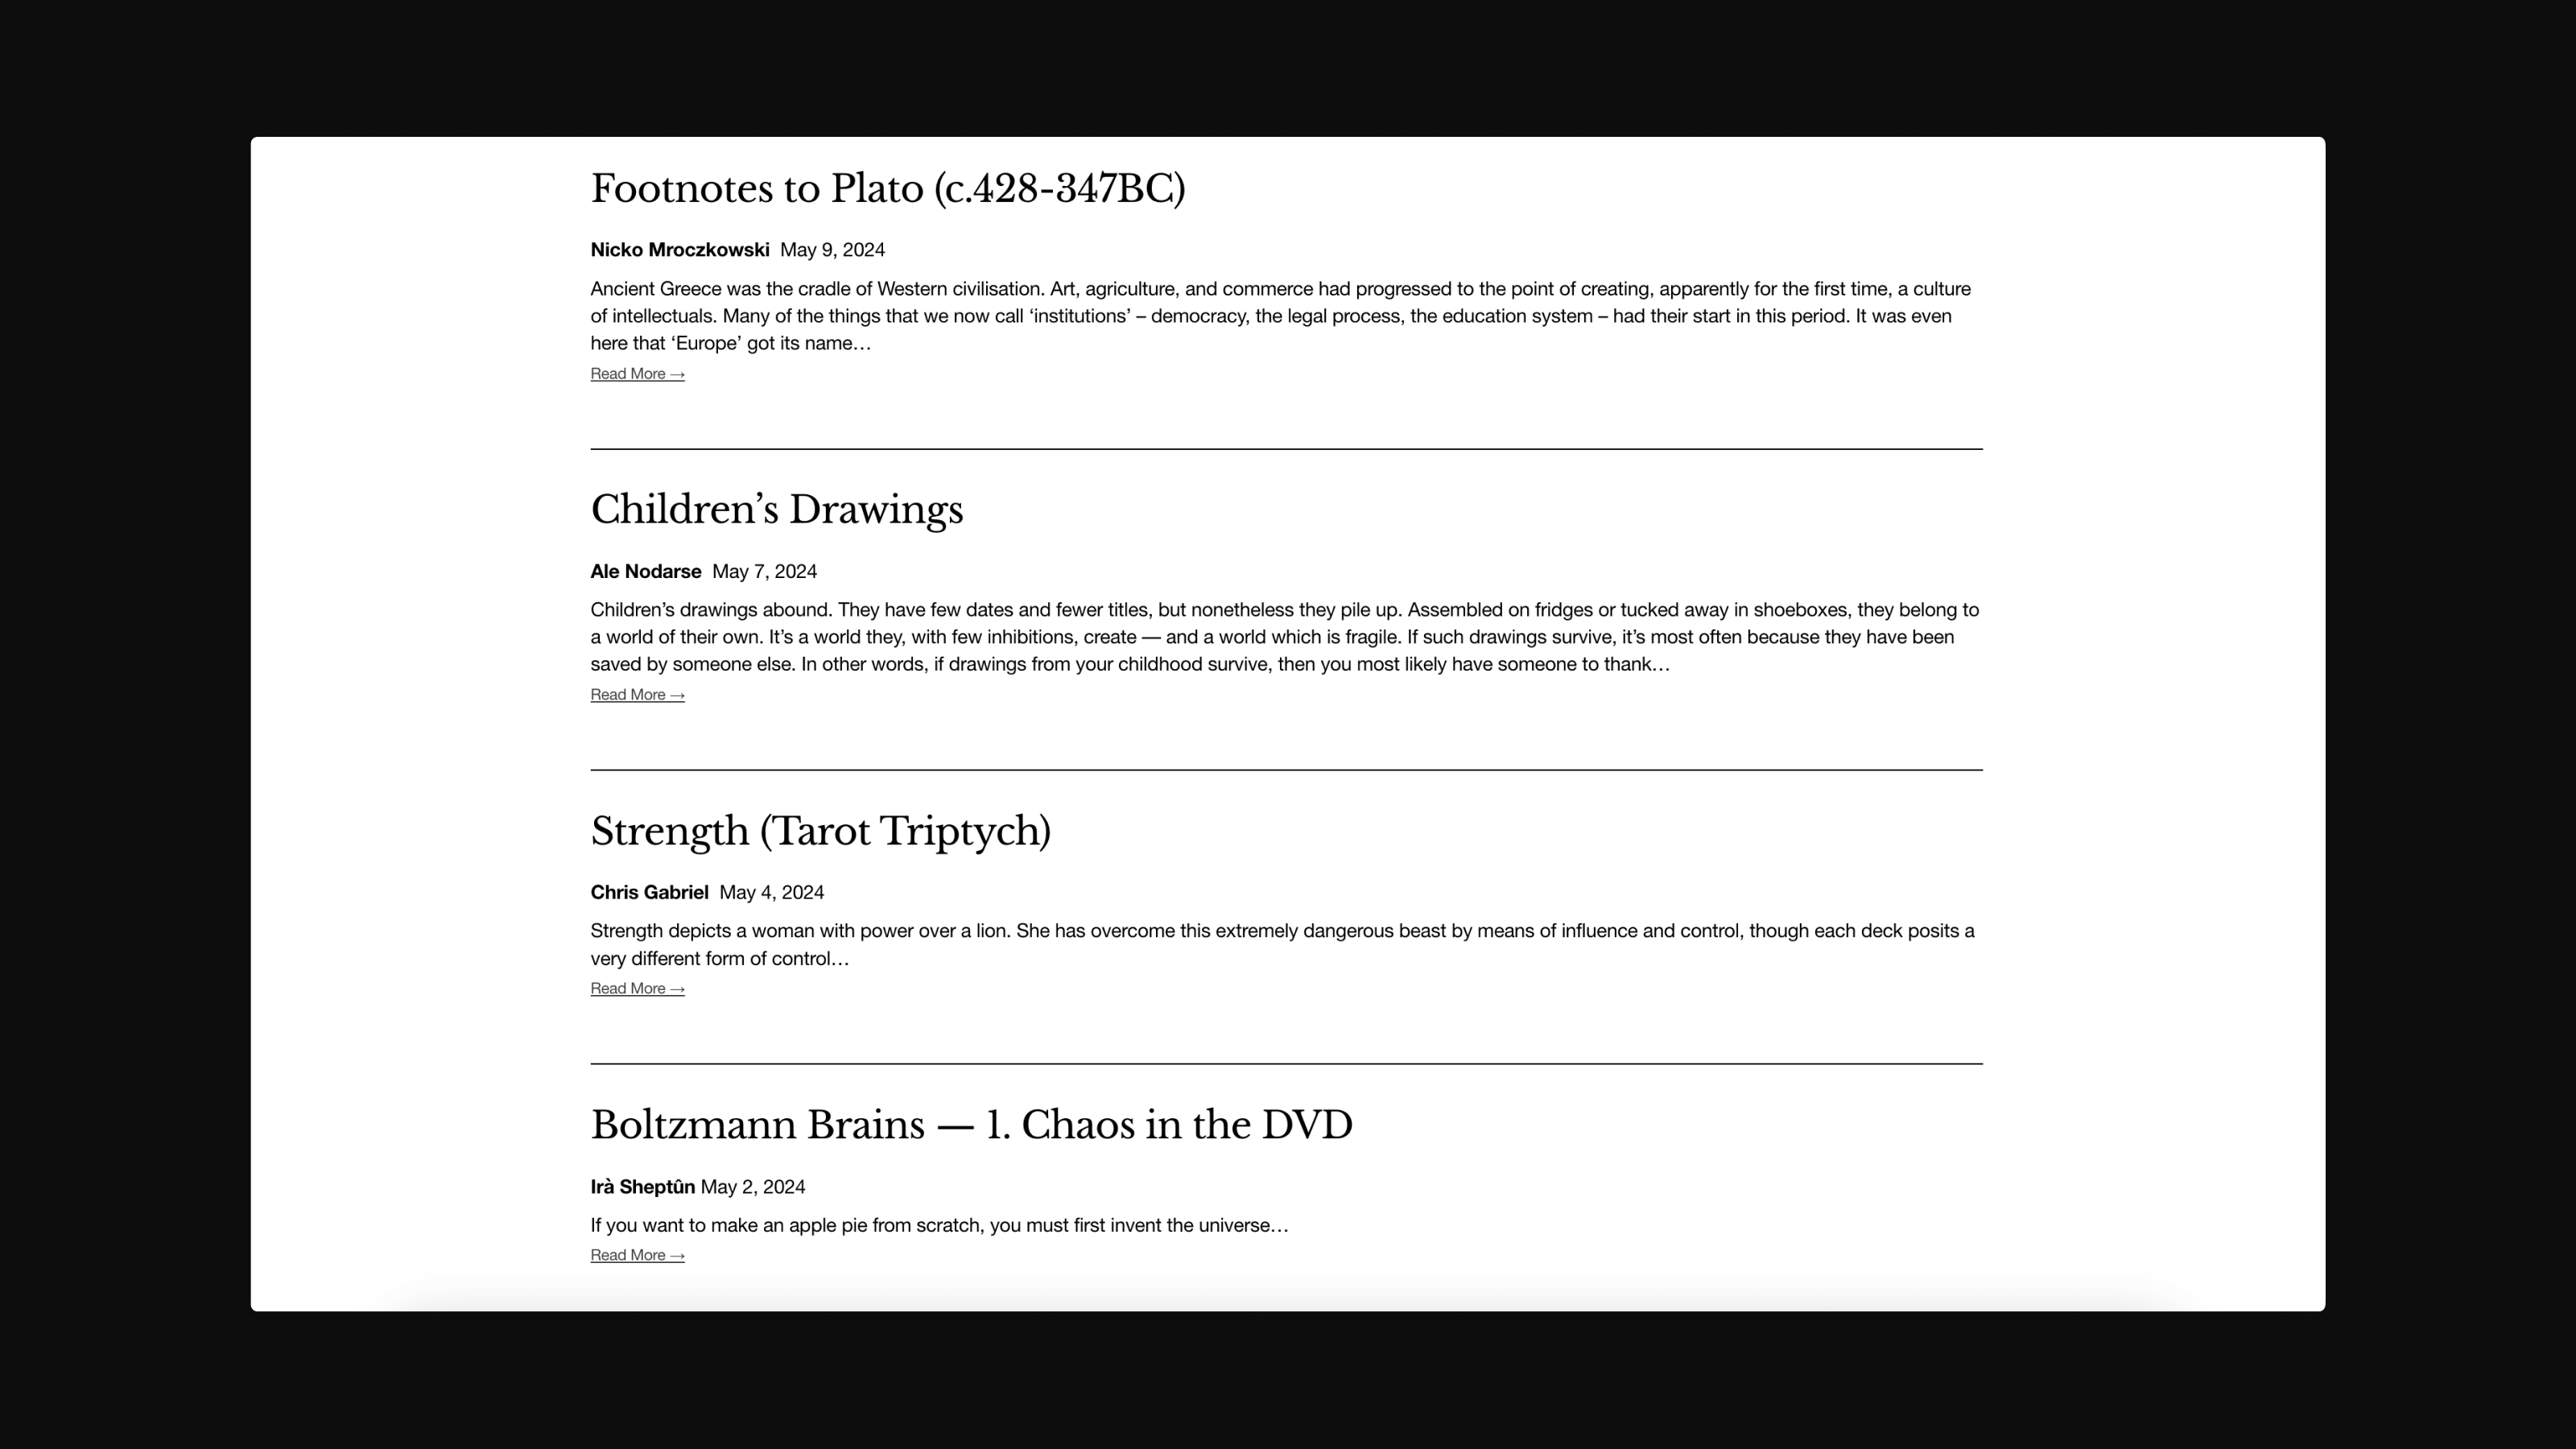 Footnotes to Plato (c.428-347BC)
Nicko Mroczkowski May 9, 2024
Ancient Greece was the cradle of Western civilisation. Art, agriculture, and commerce had progressed to the point of creating, apparently for the first time, a culture
of intellectuals. Many of the things that we now call ‘institutions’ – democracy, the legal process, the education system – had their start in this period. It was even
here that ‘Europe’ got its name…
Read More →
Children’s Drawings
Ale Nodarse May 7, 2024
Children’s drawings abound. They have few dates and fewer titles, but nonetheless they pile up. Assembled on fridges or tucked away in shoeboxes, they belong to
a world of their own. It’s a world they, with few inhibitions, create — and a world which is fragile. If such drawings survive, it’s most often because they have been
saved by someone else. In other words, if drawings from your childhood survive, then you most likely have someone to thank…
Read More →
Strength (Tarot Triptych)
Chris Gabriel May 4, 2024
Strength depicts a woman with power over a lion. She has overcome this extremely dangerous beast by means of influence and control, though each deck posits a
very different form of control…
Read More →
Boltzmann Brains — 1. Chaos in the DVD
Irà Sheptûn May 2, 2024
If you want to make an apple pie from scratch, you must first invent the universe…
Read More →